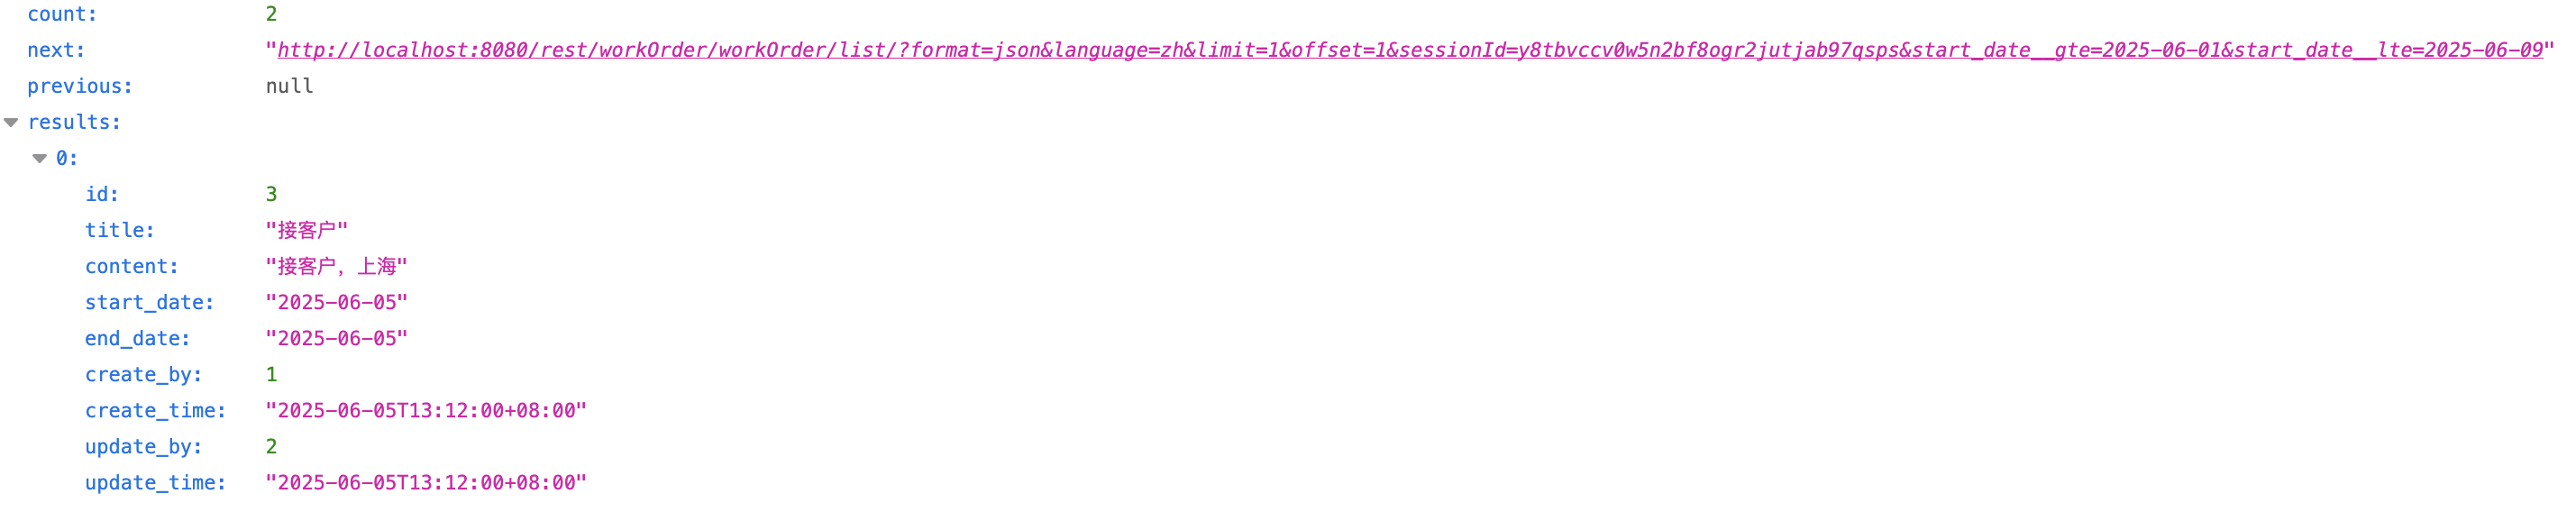 count: 2
next: "http://localhost:8080/rest/workOrder/workOrder/list/?format=json&language=zh&limit=1&offset=1&sessionId=y8tbvccv0w5n2bf8ogr2jutjab97qsps&start_date__gte=2025-06-01&start_date__lte=2025-06-09"
previous: null
results:
0:
id: 3
title: "接客户"
content: "接客户，上海"
start_date: "2025-06-05"
end_date: "2025-06-05"
create_by: 1
create_time: "2025-06-05T13:12:00+08:00"
update_by: 2
update_time: "2025-06-05T13:12:00+08:00"